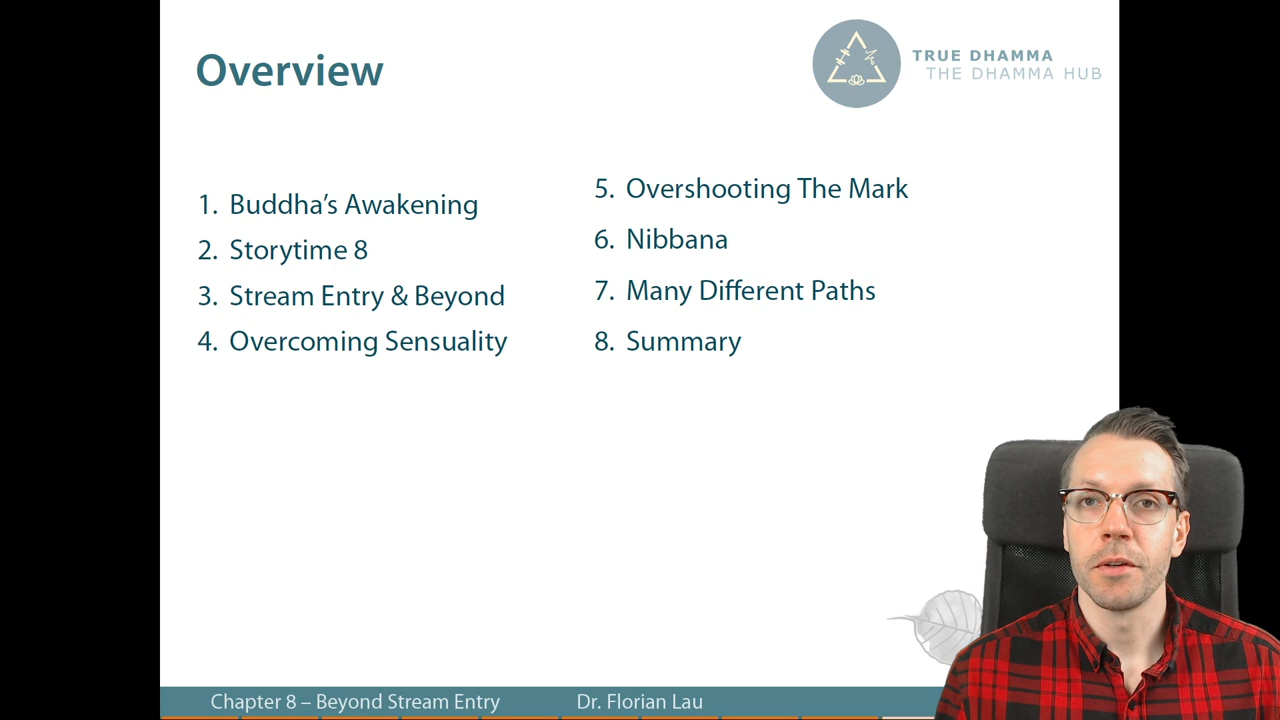 Overview
TRUE DHAMMA
THE DHAMMA HUB
1. Buddha's Awakening
2. Storytime 8
3. Stream Entry & Beyond
4. Overcoming Sensuality
5. Overshooting The Mark
6. Nibbana
7. Many Different Paths
8. Summary
Chapter 8 – Beyond Stream Entry
Dr. Florian Lau